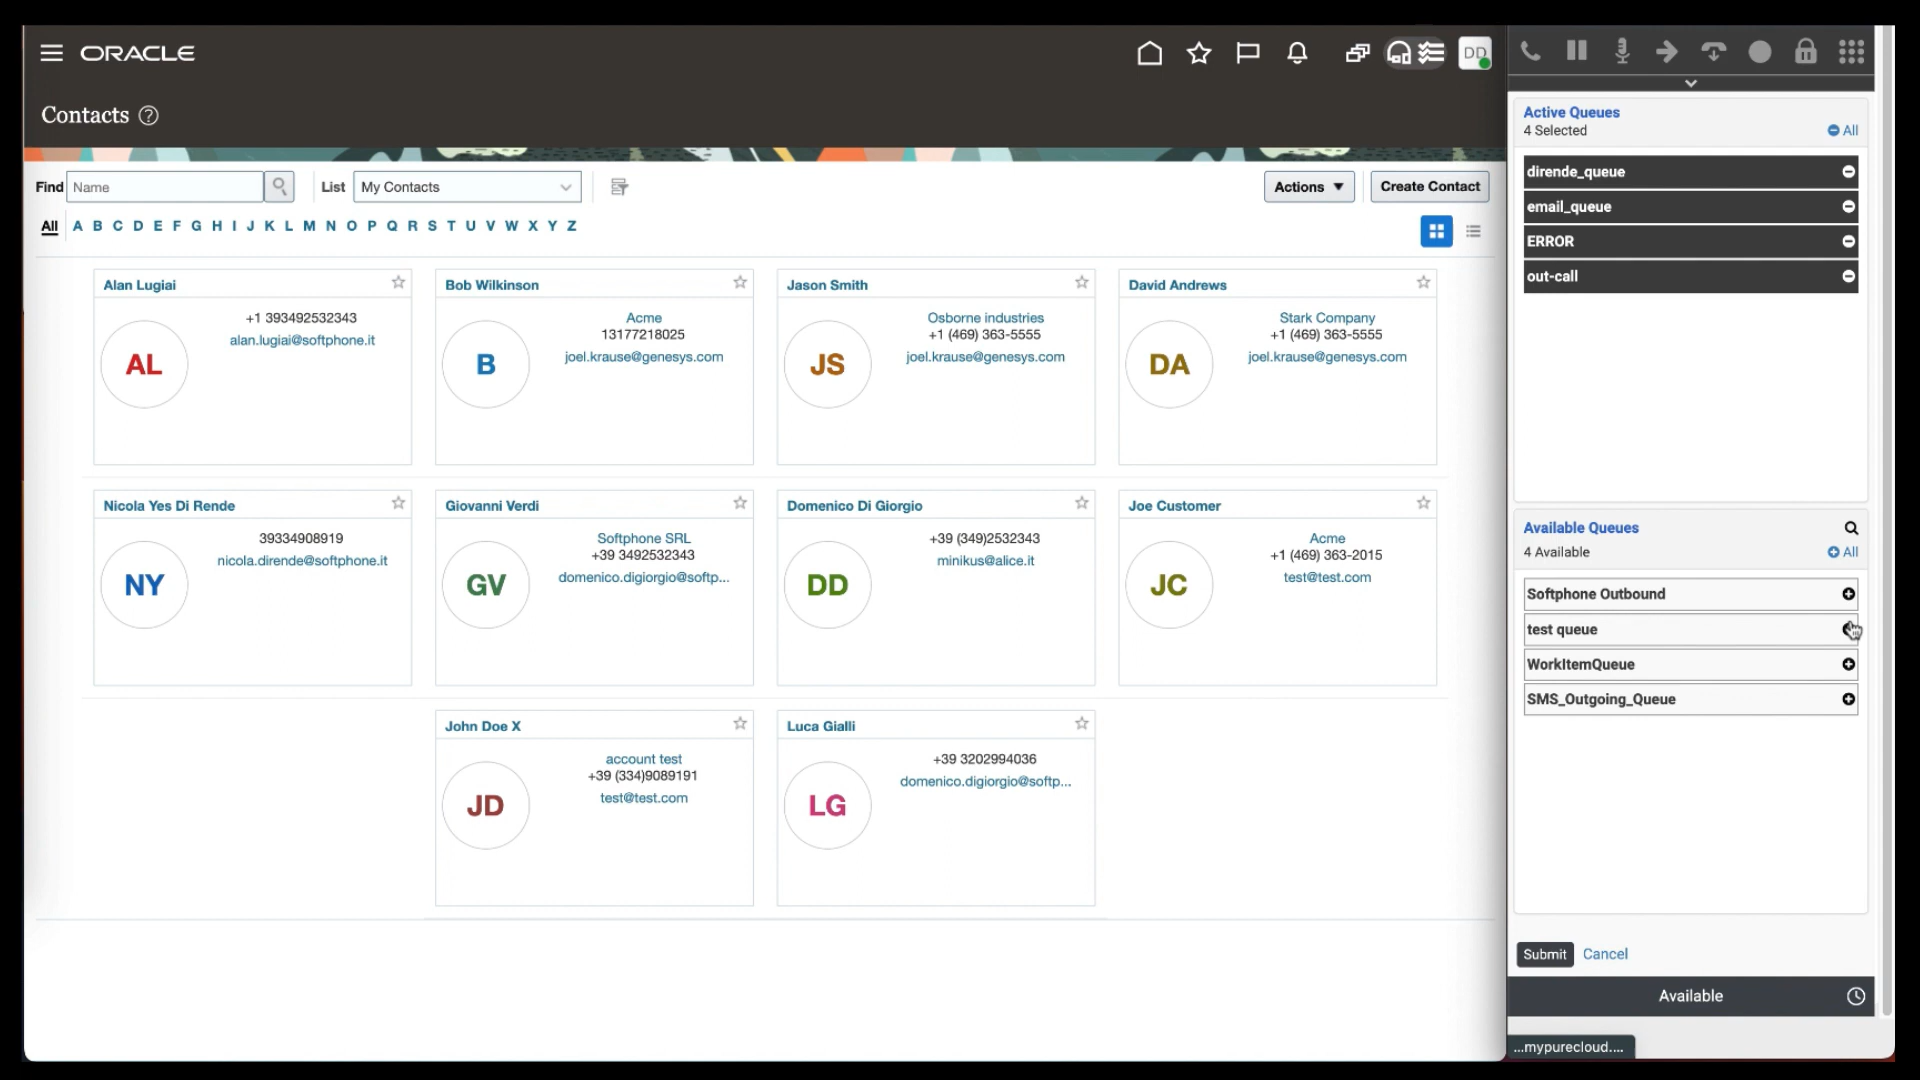 ORACLE
DD
Contacts ?
Find Name List My Contacts Actions Create Contact
All A B C D E F G H I J K L M N O P Q R S T U V W X Y Z
Alan Lugiai
AL
+1 393492532343
alan.lugiai@softphone.it
Bob Wilkinson
B
Acme
13177218025
joel.krause@genesys.com
Jason Smith
JS
Osborne industries
+1 (469) 363-5555
joel.krause@genesys.com
David Andrews
DA
Stark Company
+1 (469) 363-5555
joel.krause@genesys.com
Nicola Yes Di Rende
NY
39334908919
nicola.dirende@softphone.it
Giovanni Verdi
GV
Softphone SRL
+39 3492532343
domenico.digiorgio@softp...
Domenico Di Giorgio
DD
+39 (349)2532343
minikus@alice.it
Joe Customer
JC
Acme
+1 (469) 363-2015
test@test.com
John Doe X
JD
account test
+39 (334)9089191
test@test.com
Luca Gialli
LG
+39 3202994036
domenico.digiorgio@softp...
Active Queues
4 Selected All
dirende_queue
email_queue
ERROR
out-call
Available Queues
4 Available All
Softphone Outbound
test queue
WorkItemQueue
SMS_Outgoing_Queue
Submit Cancel
Available
...mypurecloud....